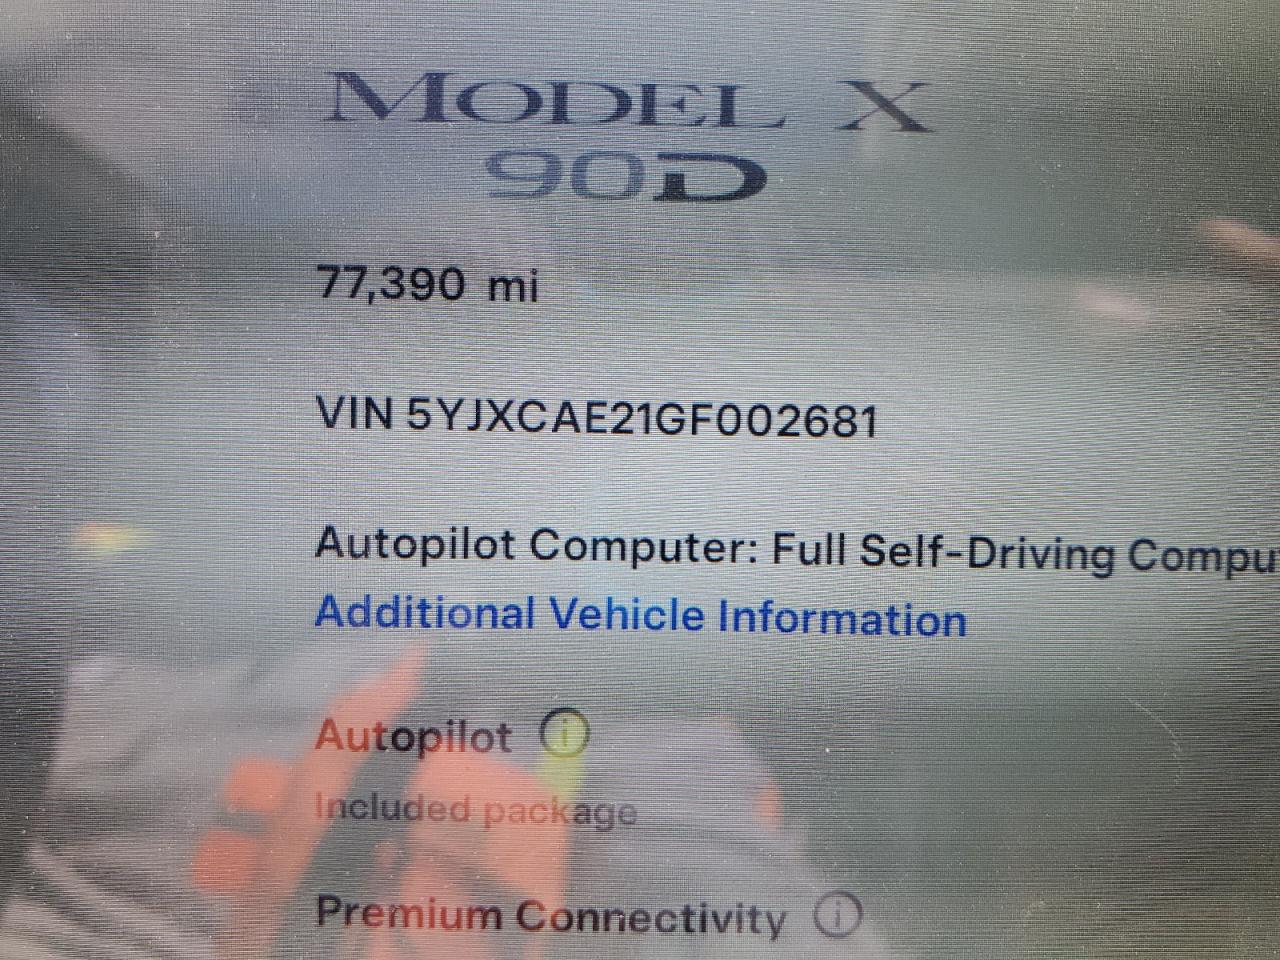 MODEL X
90D
77,390 mi
VIN 5YJXCAE21GF002681
Autopilot Computer: Full Self-Driving Compu
Additional Vehicle Information
Autopilot
Included package
Premium Connectivity